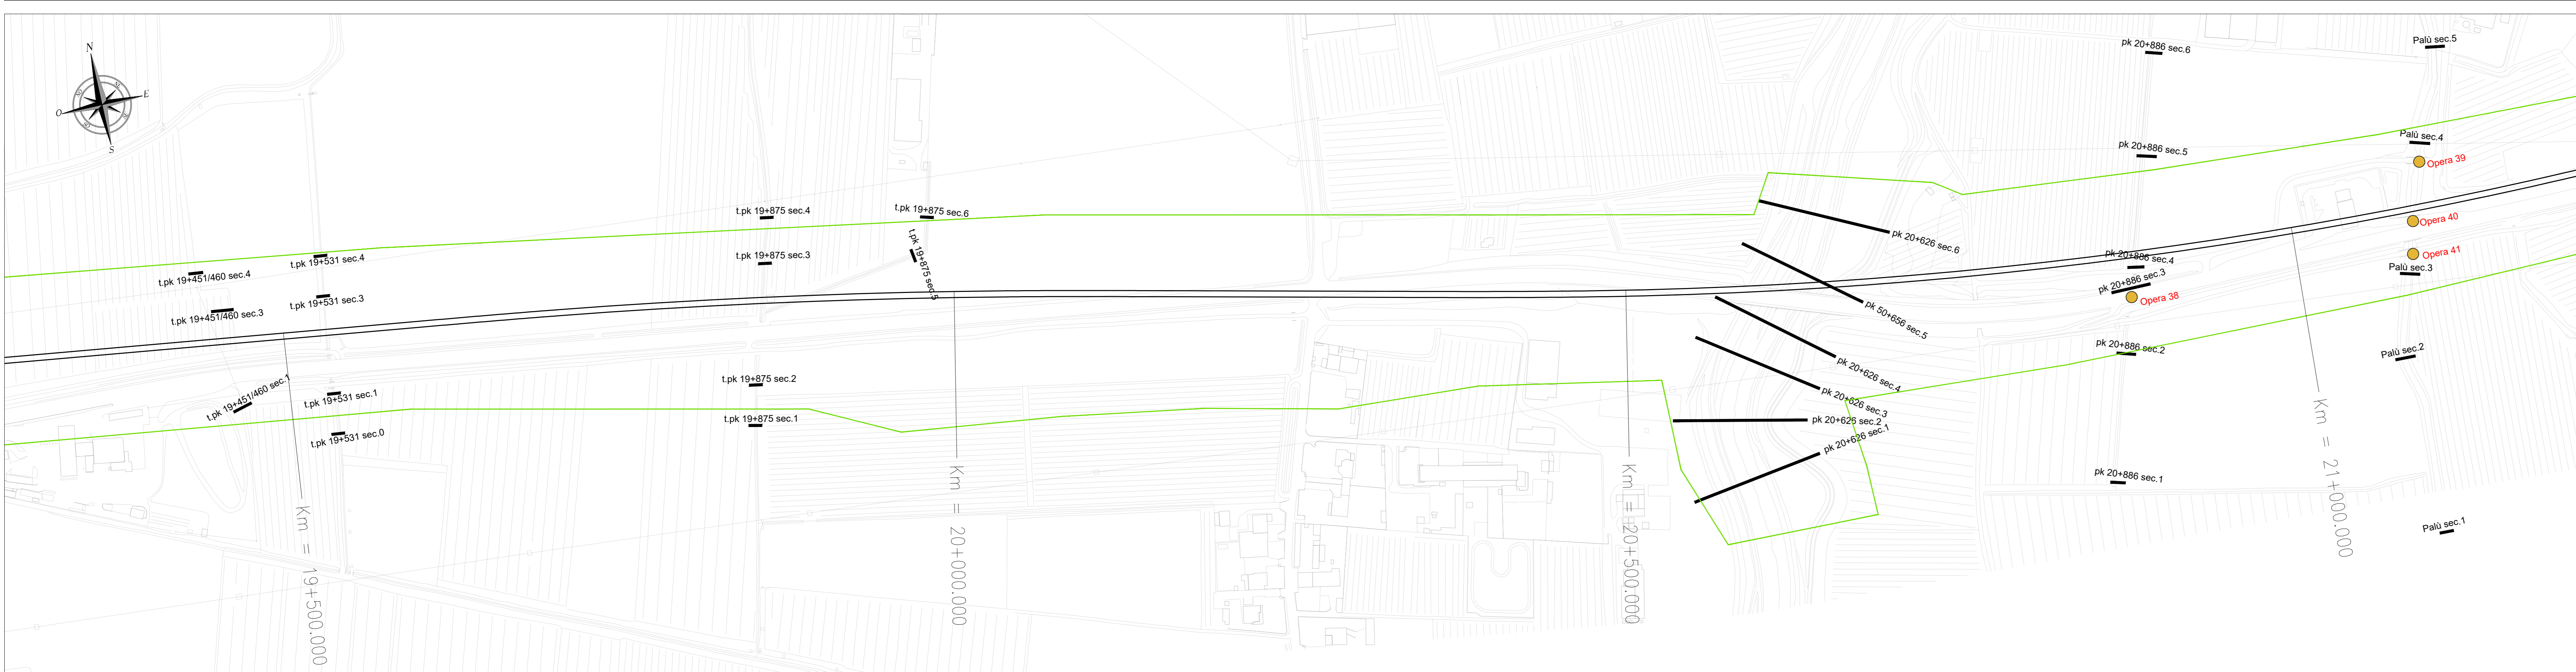 N
E
S
O
t.pk 19+451/460 sec.4
t.pk 19+451/460 sec.3
t.pk 19+451/460 sec.1
t.pk 19+531 sec.4
t.pk 19+531 sec.3
t.pk 19+531 sec.1
t.pk 19+531 sec.0
Km = 19+500.000
t.pk 19+875 sec.4
t.pk 19+875 sec.3
t.pk 19+875 sec.2
t.pk 19+875 sec.1
t.pk 19+875 sec.6
t.pk 19+875 sec.5
Km = 20+000.000
Km = 20+500.000
pk 20+626 sec.6
pk 50+656 sec.5
pk 20+626 sec.4
pk 20+626 sec.3
pk 20+626 sec.2
pk 20+626 sec.1
pk 20+886 sec.6
pk 20+886 sec.5
pk 20+886 sec.4
pk 20+886 sec.3
Opera 38
pk 20+886 sec.2
pk 20+886 sec.1
Km = 21+000.000
Palù sec.5
Palù sec.4
Opera 39
Opera 40
Opera 41
Palù sec.3
Palù sec.2
Palù sec.1